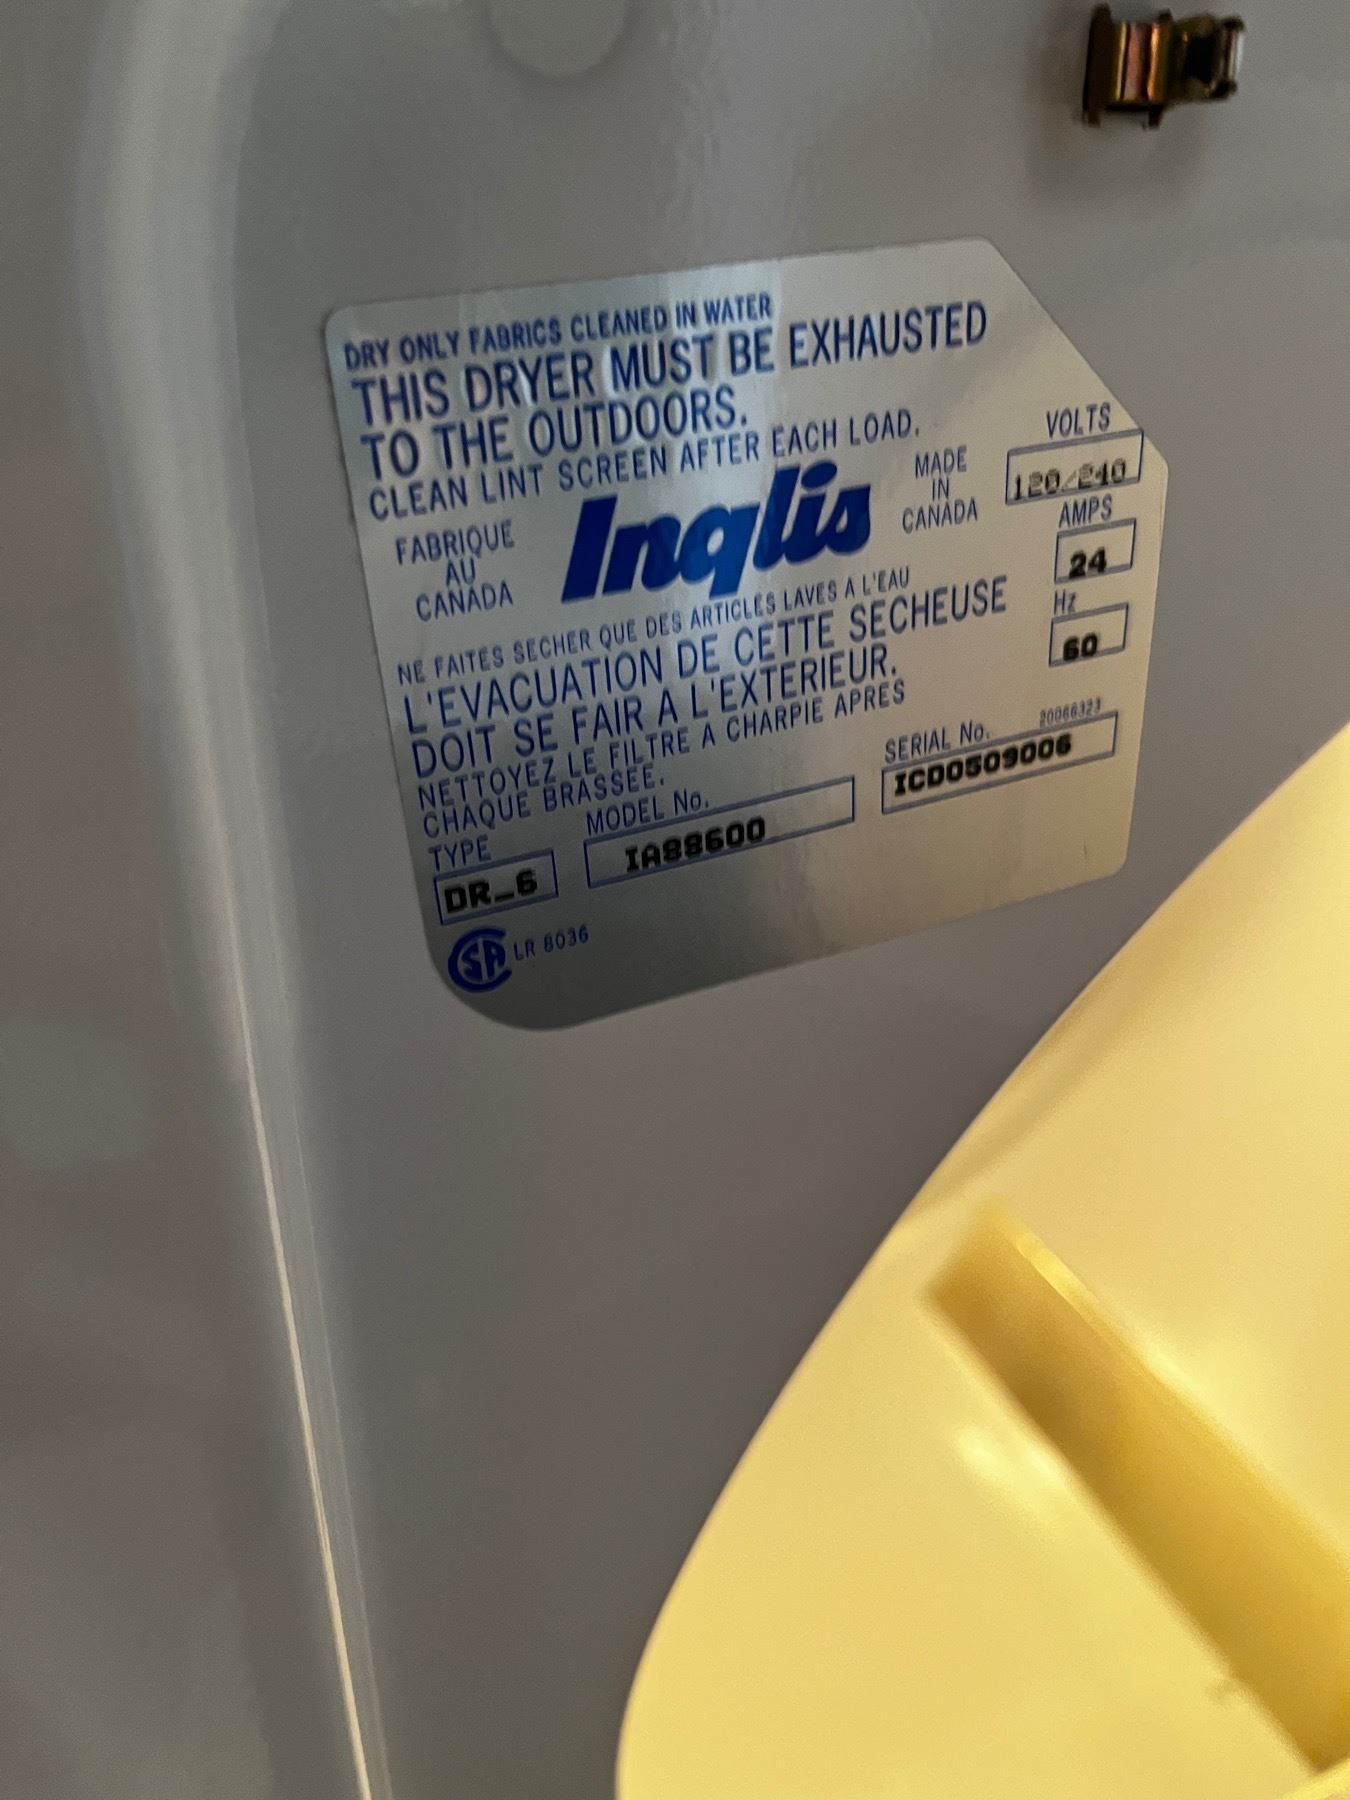 DRY ONLY FABRICS CLEANED IN WATER
THIS DRYER MUST BE EXHAUSTED
TO THE OUTDOORS.
CLEAN LINT SCREEN AFTER EACH LOAD.
FABRIQUE
AU
CANADA
Inglis
MADE
IN
CANADA
VOLTS
120/240
AMPS
24
Hz
60
NE FAITES SECHER QUE DES ARTICLES LAVES A L'EAU
L'EVACUATION DE CETTE SECHEUSE
DOIT SE FAIR A L'EXTERIEUR.
NETTOYEZ LE FILTRE A CHARPIE APRES
CHAQUE BRASSEE.
TYPE
DR_6
MODEL No.
IA88600
SERIAL No.
20066323
ICD0509006
CSA LR 8036